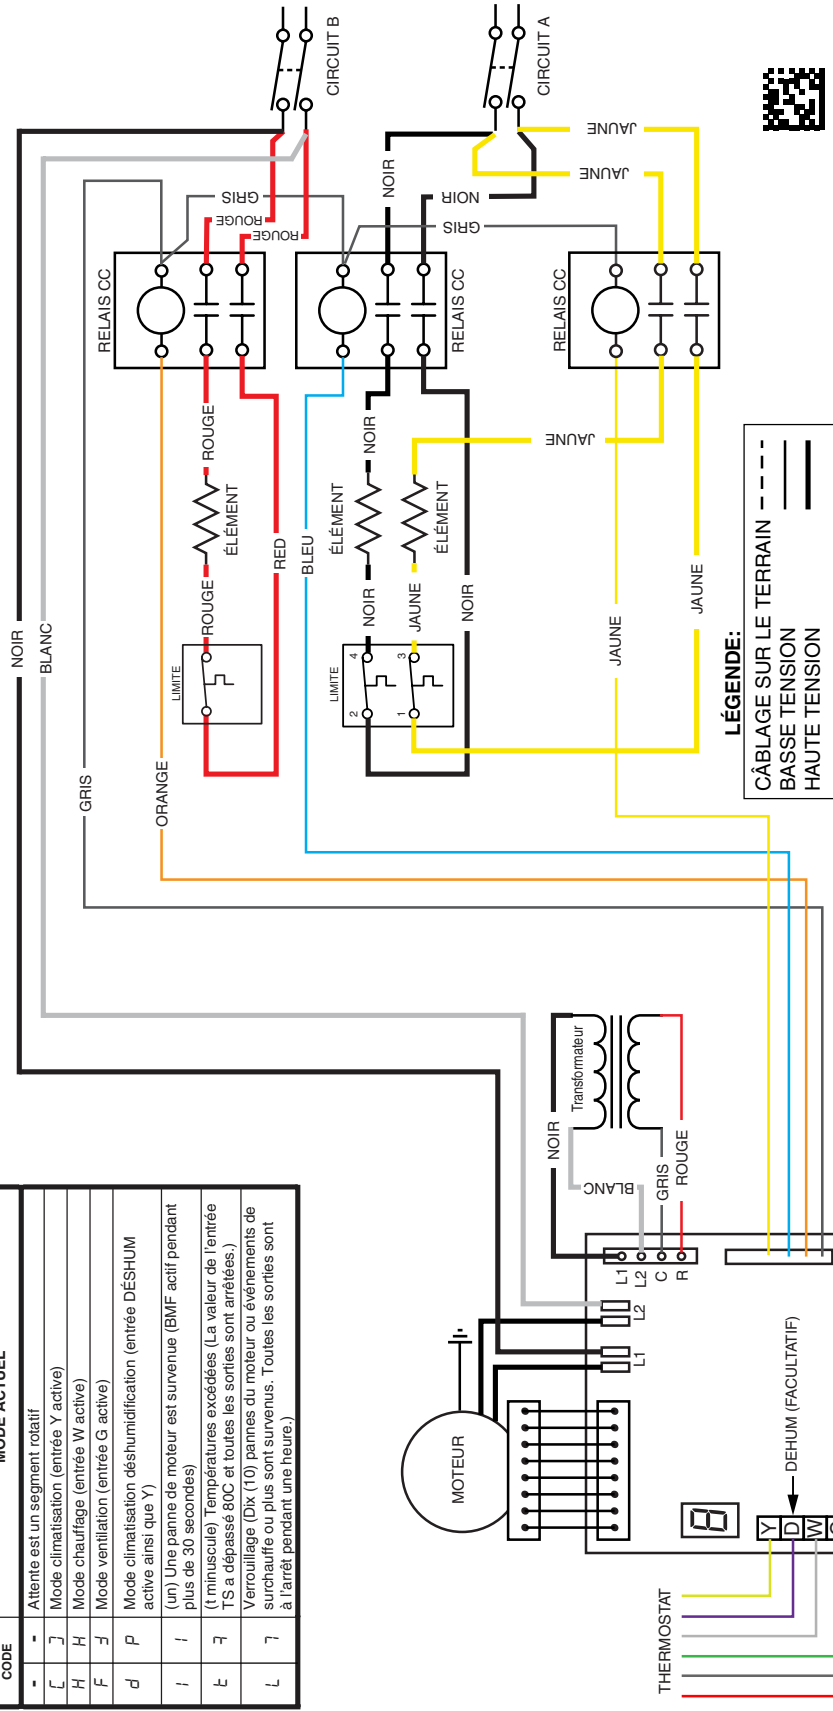 MODE ACTUEL
CODE
- - Attente est un segment rotatif
Mode climatisation (entrée Y active)
H H Mode chauffage (entrée W active)
Mode ventilation (entrée G active)
d P Mode climatisation déshumidification (entrée DÉSHUM
active ainsi que Y)
(un) Une panne de moteur est survenue (BMF actif pendant
plus de 30 secondes)
(t minuscule) Températures excédées (La valeur de l'entrée
TS a dépassé 80C et toutes les sorties sont arrêtées.)
Verrouillage (Dix (10) pannes du moteur ou événements de
surchauffe ou plus sont survenus. Toutes les sorties sont
à l'arrêt pendant une heure.)
NOIR
BLANC
GRIS
ORANGE
RELAIS CC
GRIS
ROUGE
ROUGE
CIRCUIT B
ROUGE
ÉLÉMENT
ROUGE
LIMITE
RED
BLEU
RELAIS CC
NOIR
NOIR
GRIS
CIRCUIT A
JAUNE
JAUNE
NOIR
ÉLÉMENT
NOIR
LIMITE
4
2
3
1
JAUNE
ÉLÉMENT
NOIR
JAUNE
RELAIS CC
JAUNE
JAUNE
LÉGENDE:
CÂBLAGE SUR LE TERRAIN
BASSE TENSION
HAUTE TENSION
Transformateur
NOIR
BLANC
GRIS
ROUGE
L1
L2
C
R
L2
L1
MOTEUR
DEHUM (FACULTATIF)
Y
D
W
THERMOSTAT